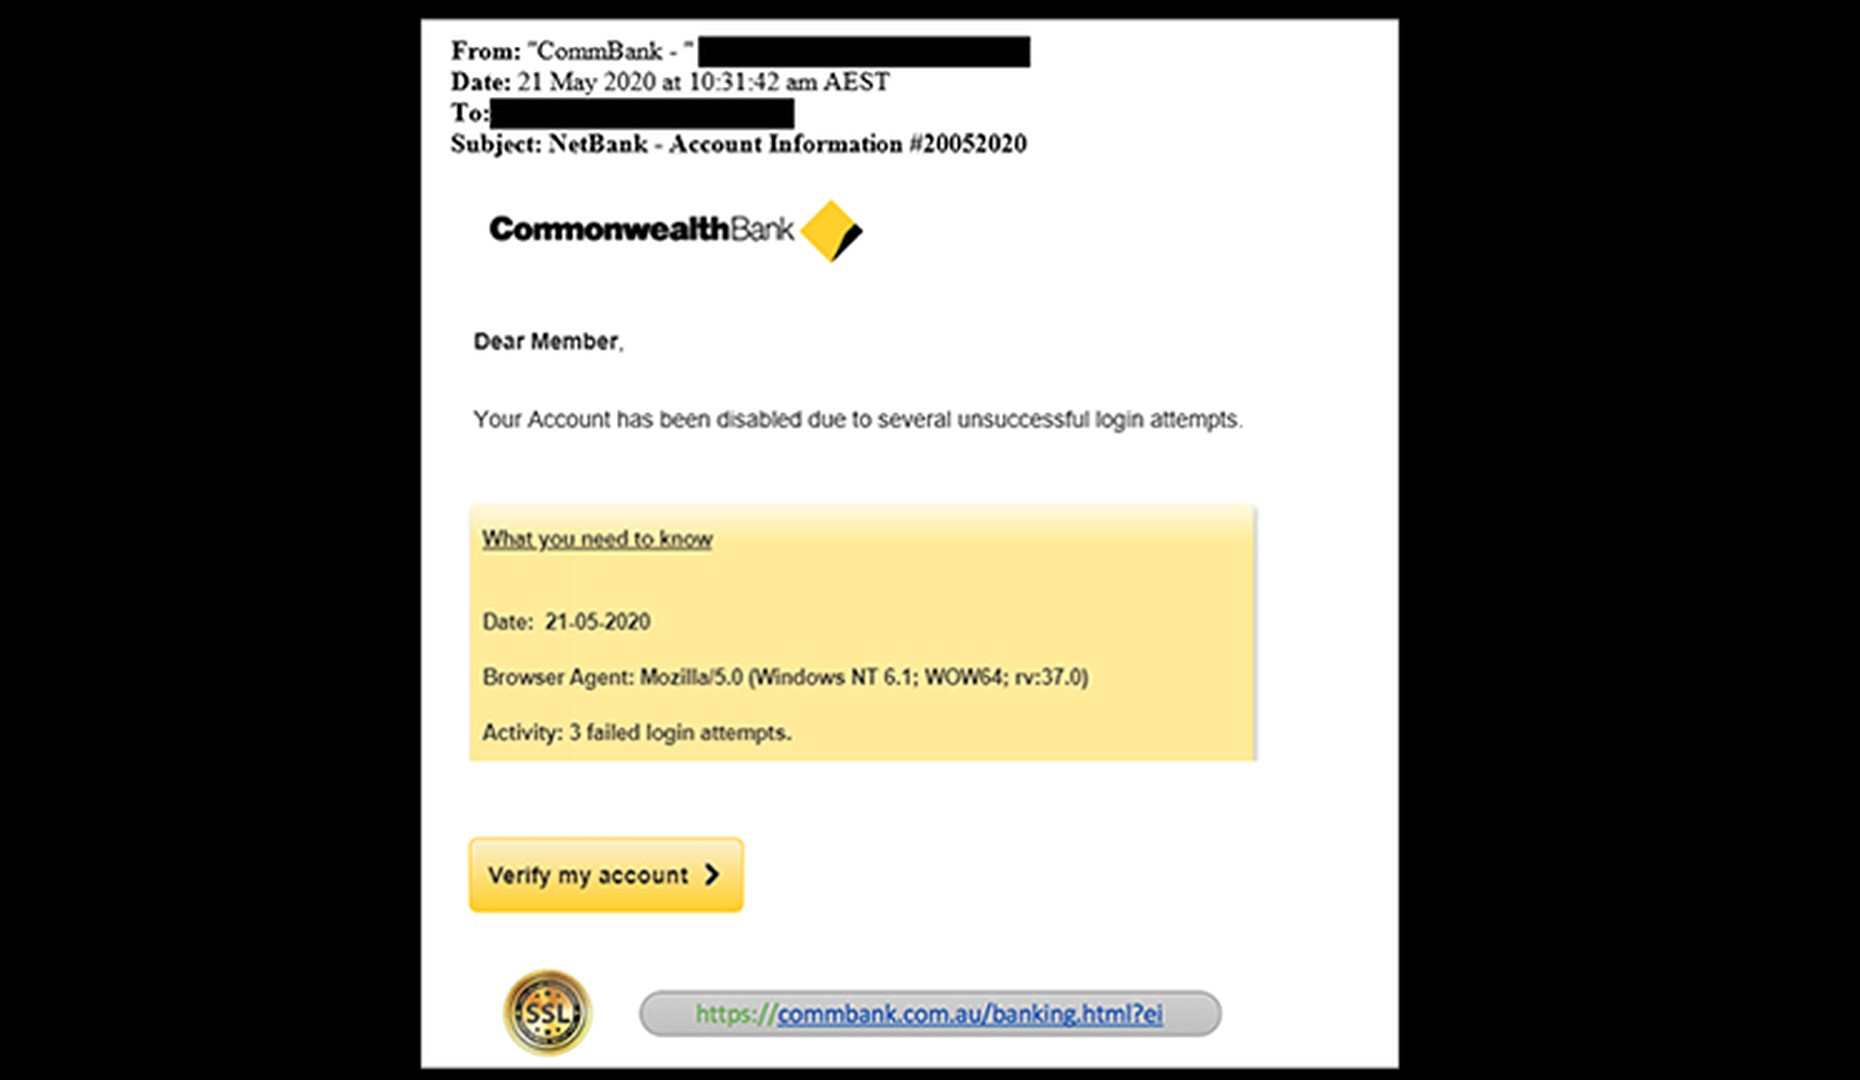 From: "CommBank - "
Date: 21 May 2020 at 10:31:42 am AEST
To:
Subject: NetBank - Account Information #20052020
CommonwealthBank
Dear Member,
Your Account has been disabled due to several unsuccessful login attempts.
What you need to know
Date: 21-05-2020
Browser Agent: Mozilla/5.0 (Windows NT 6.1; WOW64; rv:37.0)
Activity: 3 failed login attempts.
Verify my account
SSL
https://commbank.com.au/banking.html?ei